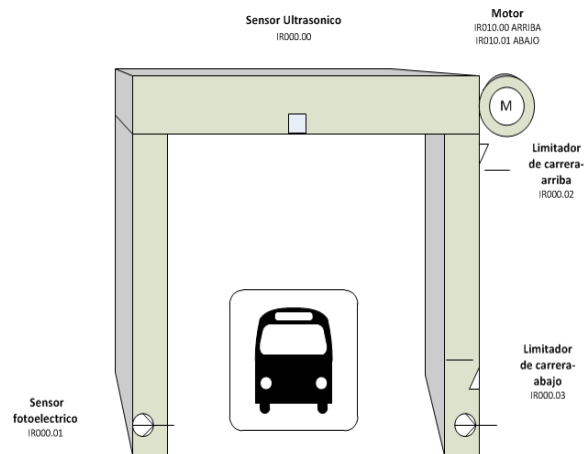 Sensor Ultrasonico
IR000.00
Motor
IR010.00 ARRIBA
IR010.01 ABAJO
M
Limitador
de carrera-
arriba
IR000.02
Limitador
de carrera-
abajo
IR000.03
Sensor
fotoelectrico
IR000.01